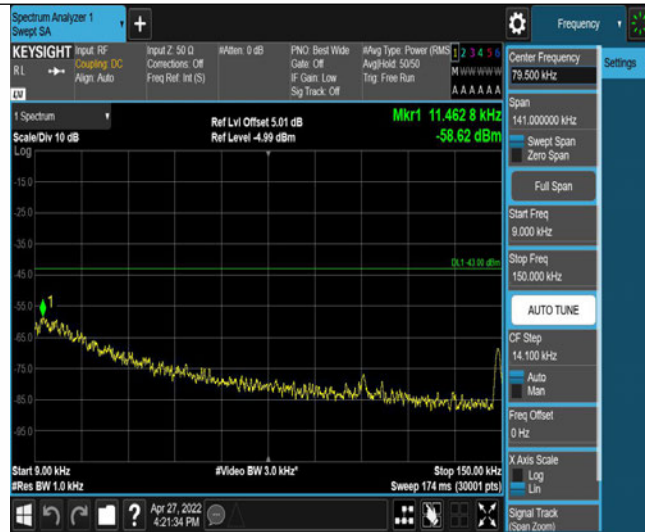 Spectrum Analyzer 1
Swept SA
+
Frequency
KEYSIGHT
Input: RF
Coupling: DC
Align: Auto
Input Z: 50 Ω
Corrections: Off
Freq Ref: Int (S)
#Atten: 0 dB
PNO: Best Wide
Gate: Off
IF Gain: Low
Sig Track: Off
#Avg Type: Power (RMS
Avg|Hold: 50/50
Trig: Free Run
1 2 3 4 5 6
M W W W W W
A A A A A A
R L
LXI
1 Spectrum
Scale/Div 10 dB
Log
Ref Lvl Offset 5.01 dB
Ref Level -4.99 dBm
Mkr1 11.462 8 kHz
-58.62 dBm
-15.0
-25.0
-35.0
-45.0
-55.0
-65.0
-75.0
-85.0
-95.0
DL1 -43.00 dBm
1
Start 9.00 kHz
#Res BW 1.0 kHz
#Video BW 3.0 kHz*
Stop 150.00 kHz
Sweep 174 ms (30001 pts)
Apr 27, 2022
4:21:34 PM
?
Center Frequency
79.500 kHz
Settings
Span
141.000000 kHz
Swept Span
Zero Span
Full Span
Start Freq
9.000 kHz
Stop Freq
150.000 kHz
AUTO TUNE
CF Step
14.100 kHz
Auto
Man
Freq Offset
0 Hz
X Axis Scale
Log
Lin
Signal Track
(Span Zoom)